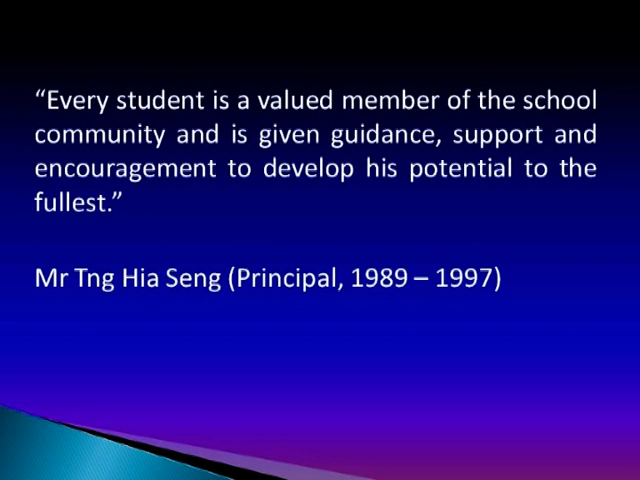 “Every student is a valued member of the school
community and is given guidance, support and
encouragement to develop his potential to the
fullest.”
Mr Tng Hia Seng (Principal, 1989 – 1997)